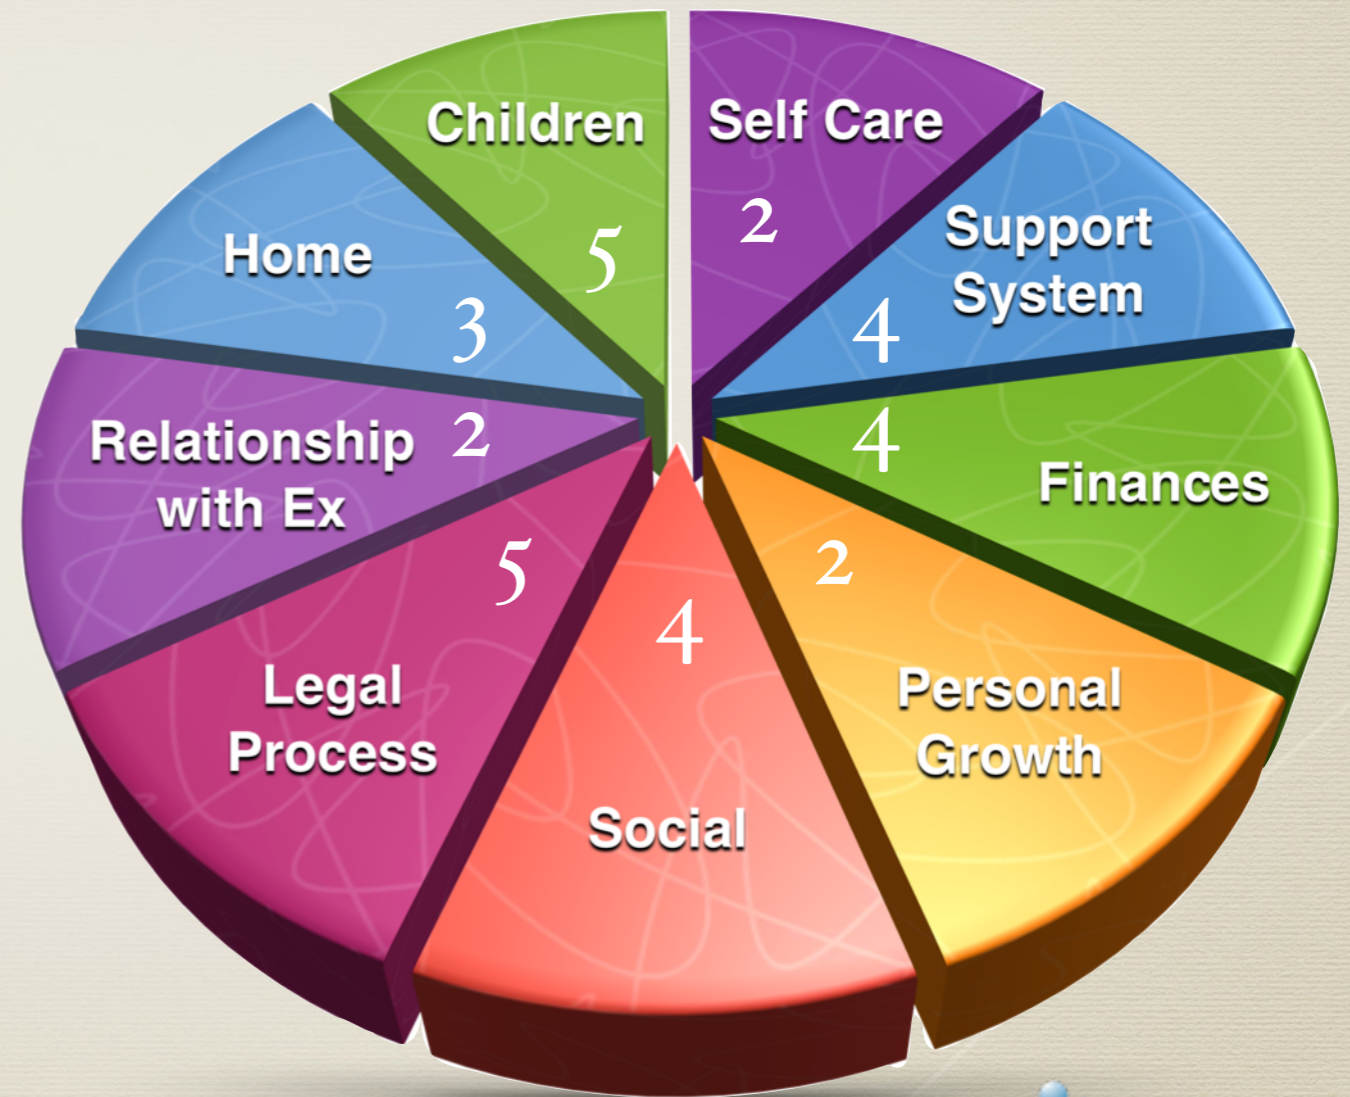 Children
5
Self Care
2
Support
System
4
Finances
4
Personal
Growth
2
Social
4
Legal
Process
5
Relationship
with Ex
2
Home
3